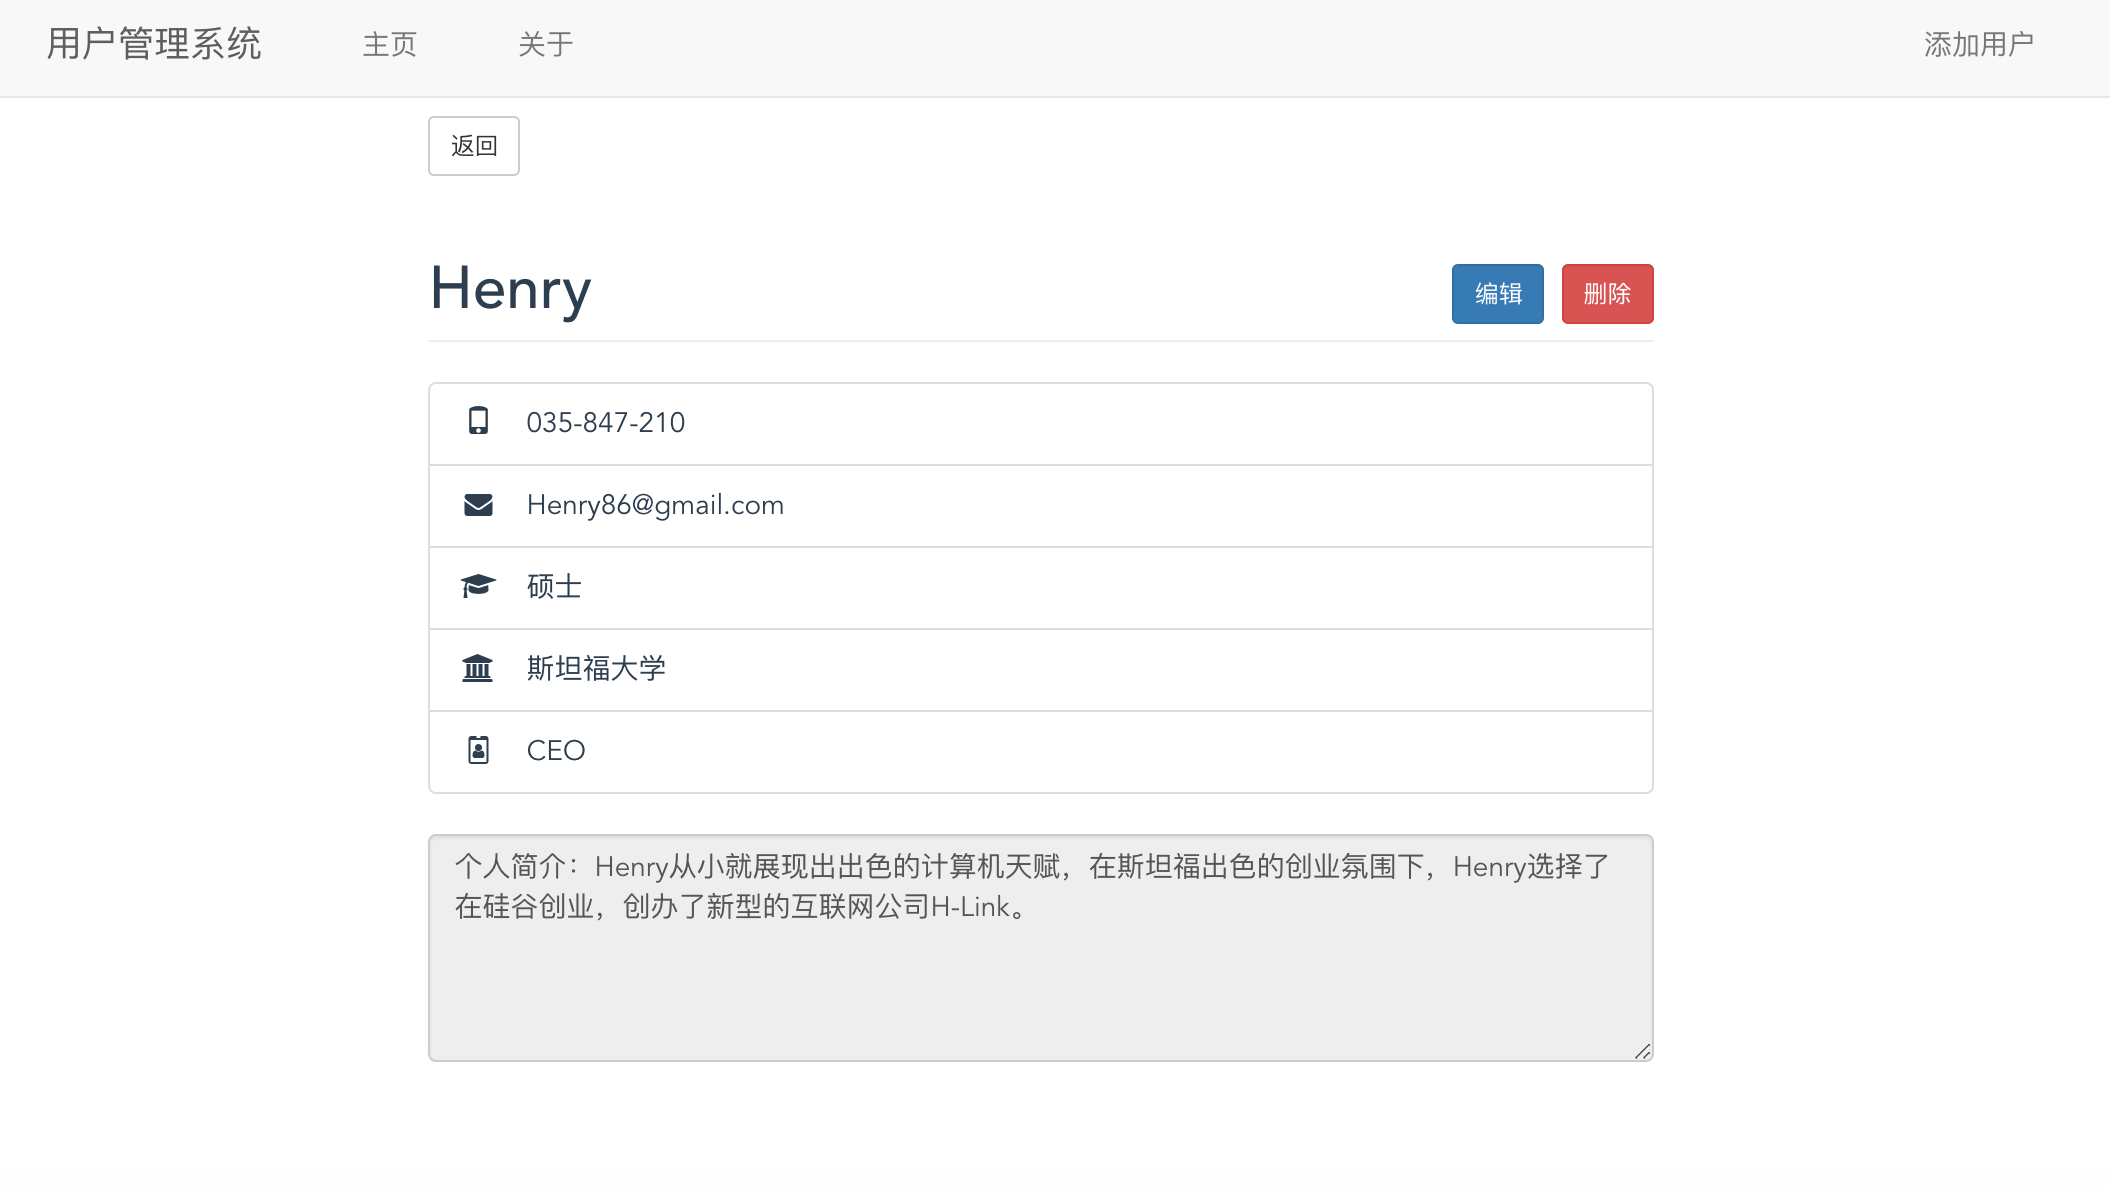 用户管理系统 主页 关于 添加用户
返回
Henry 编辑 删除
035-847-210
Henry86@gmail.com
硕士
斯坦福大学
CEO
个人简介：Henry从小就展现出出色的计算机天赋，在斯坦福出色的创业氛围下，Henry选择了
在硅谷创业，创办了新型的互联网公司H-Link。